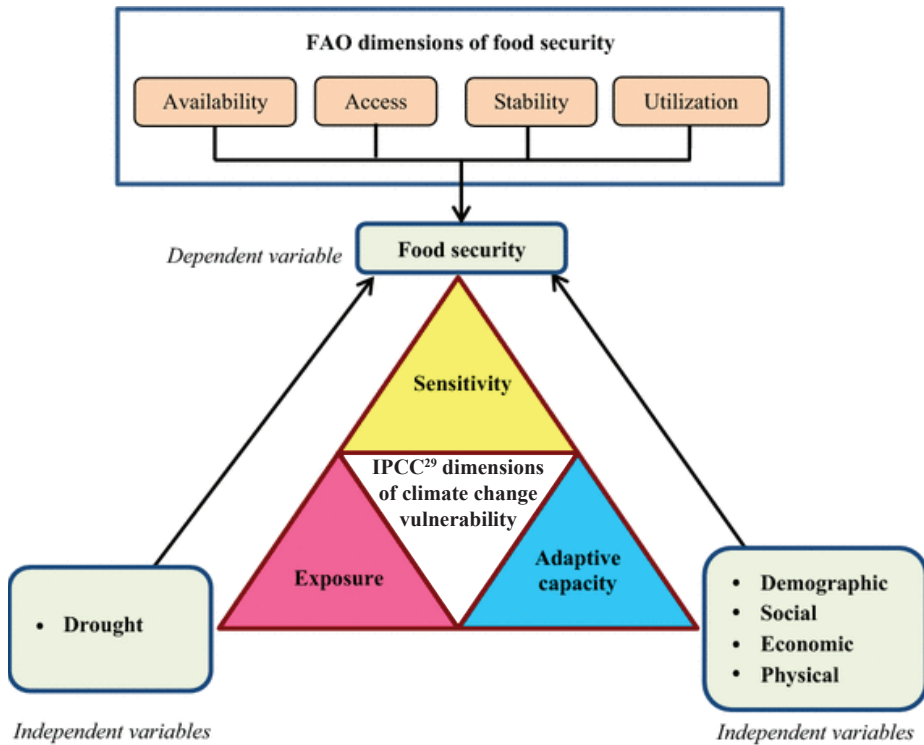 FAO dimensions of food security
Availability
Access
Stability
Utilization
Dependent variable
Food security
Sensitivity
IPCC²⁹ dimensions
of climate change
vulnerability
Exposure
Adaptive
capacity
• Drought
• Demographic
• Social
• Economic
• Physical
Independent variables
Independent variables